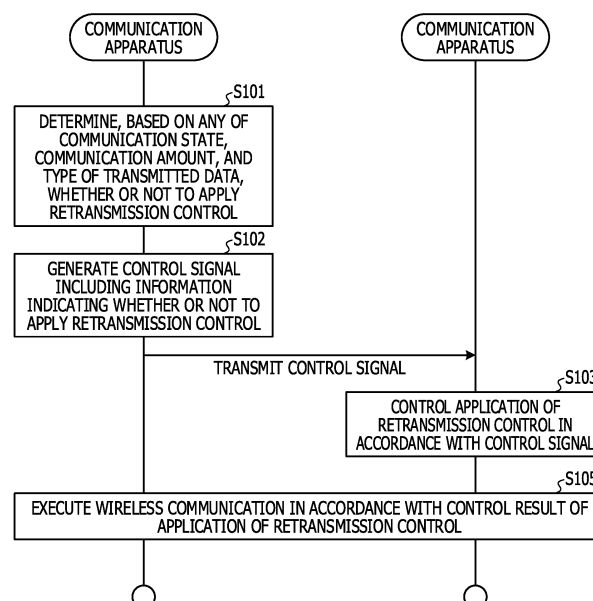 COMMUNICATION
APPARATUS
COMMUNICATION
APPARATUS
S101
DETERMINE, BASED ON ANY OF
COMMUNICATION STATE,
COMMUNICATION AMOUNT, AND
TYPE OF TRANSMITTED DATA,
WHETHER OR NOT TO APPLY
RETRANSMISSION CONTROL
S102
GENERATE CONTROL SIGNAL
INCLUDING INFORMATION
INDICATING WHETHER OR NOT TO
APPLY RETRANSMISSION CONTROL
TRANSMIT CONTROL SIGNAL
S103
CONTROL APPLICATION OF
RETRANSMISSION CONTROL IN
ACCORDANCE WITH CONTROL SIGNAL
S105
EXECUTE WIRELESS COMMUNICATION IN ACCORDANCE WITH CONTROL RESULT OF
APPLICATION OF RETRANSMISSION CONTROL